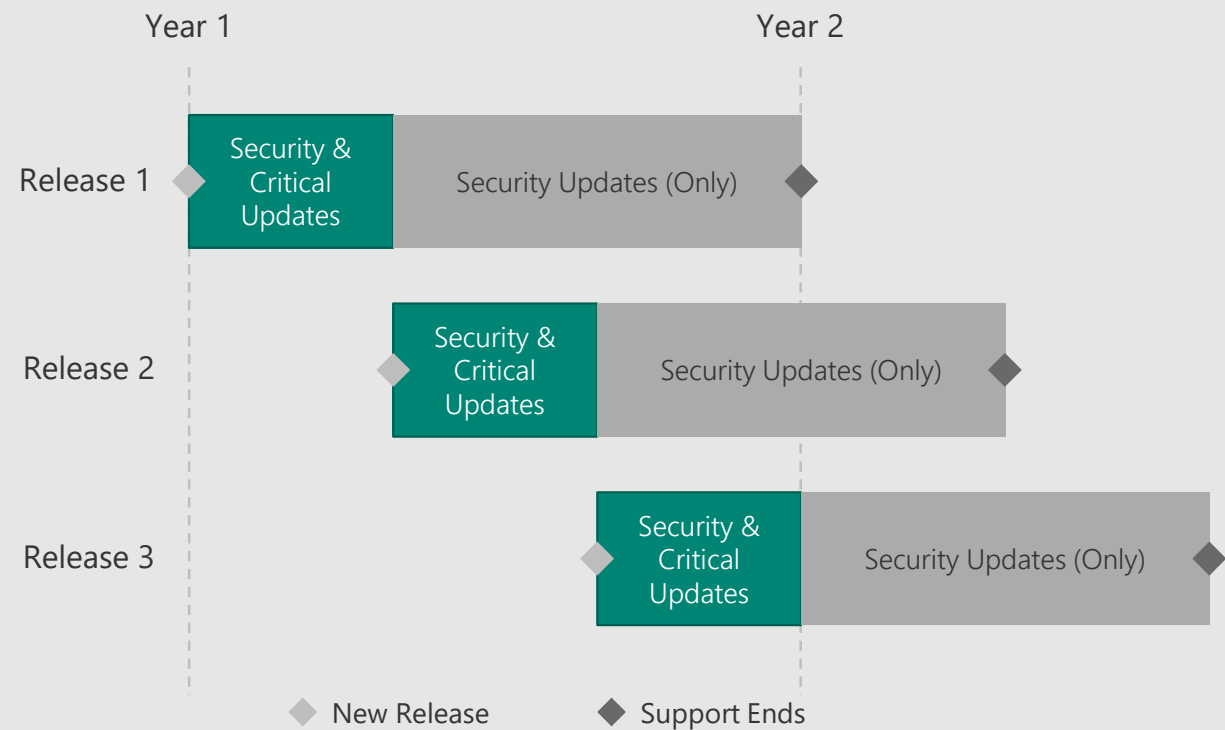 Year 1
Year 2
Release 1
Security &
Critical
Updates
Security Updates (Only)
Release 2
Security &
Critical
Updates
Security Updates (Only)
Release 3
Security &
Critical
Updates
Security Updates (Only)
New Release
Support Ends